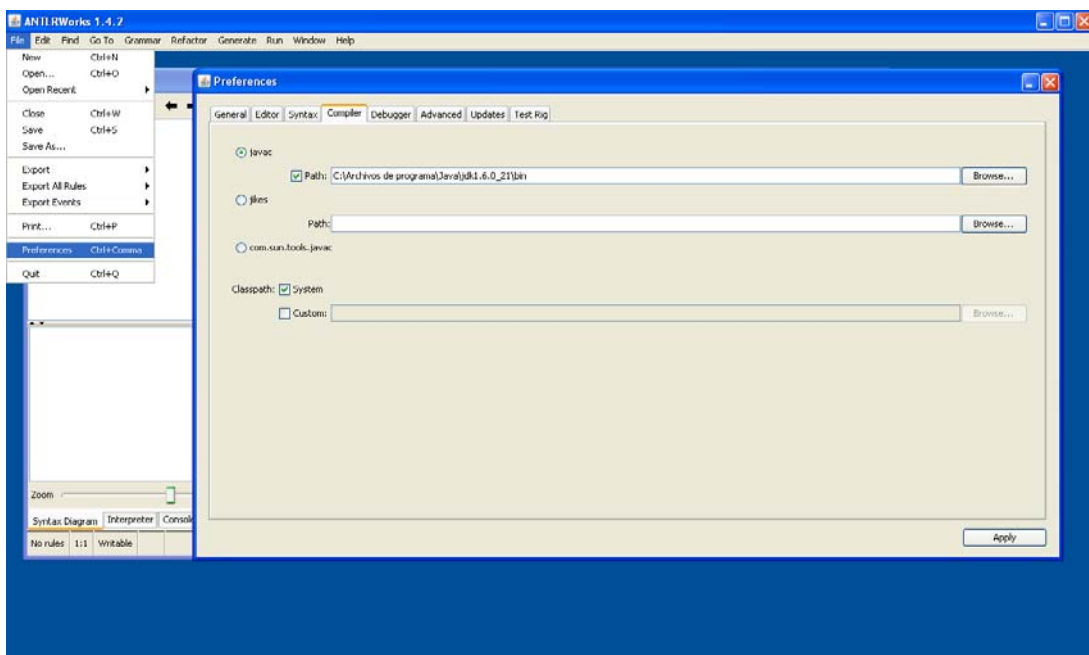 ANTLRWorks 1.4.2
File Edit Find Go To Grammar Refactor Generate Run Window Help
New Ctrl+N
Open... Ctrl+O
Open Recent
Close Ctrl+W
Save Ctrl+S
Save As...
Export
Export All Rules
Export Events
Print... Ctrl+P
Preferences Ctrl+Comma
Quit Ctrl+Q
Preferences
General Editor Syntax Compiler Debugger Advanced Updates Test Rig
javac
Path: C:\Archivos de programa\Java\jdk1.6.0_21\bin Browse...
jikes
Path: Browse...
com.sun.tools.javac
Classpath: System
Custom: Browse...
Apply
Zoom
Syntax Diagram Interpreter Consol
No rules 1:1 Writable